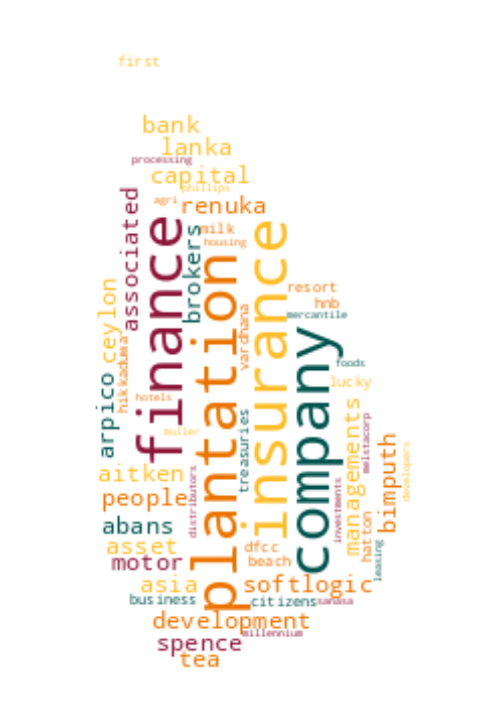 first
bank
lanka
processing
capital
phillips
agri
renuka
associated
finance
brokers
milk
housing
plantation
insurance
resort
hnb
mercantile
ceylon
vardhana
company
hikkaduwa
foods
arpico
lucky
hotels
managements
treasuries
melstacorp
muller
bimputh
developers
aitken
distributors
people
investments
hatton
abans
leasing
asset
dfcc
motor
beach
asia
softlogic
business
citizens
sanasa
development
millennium
spence
tea